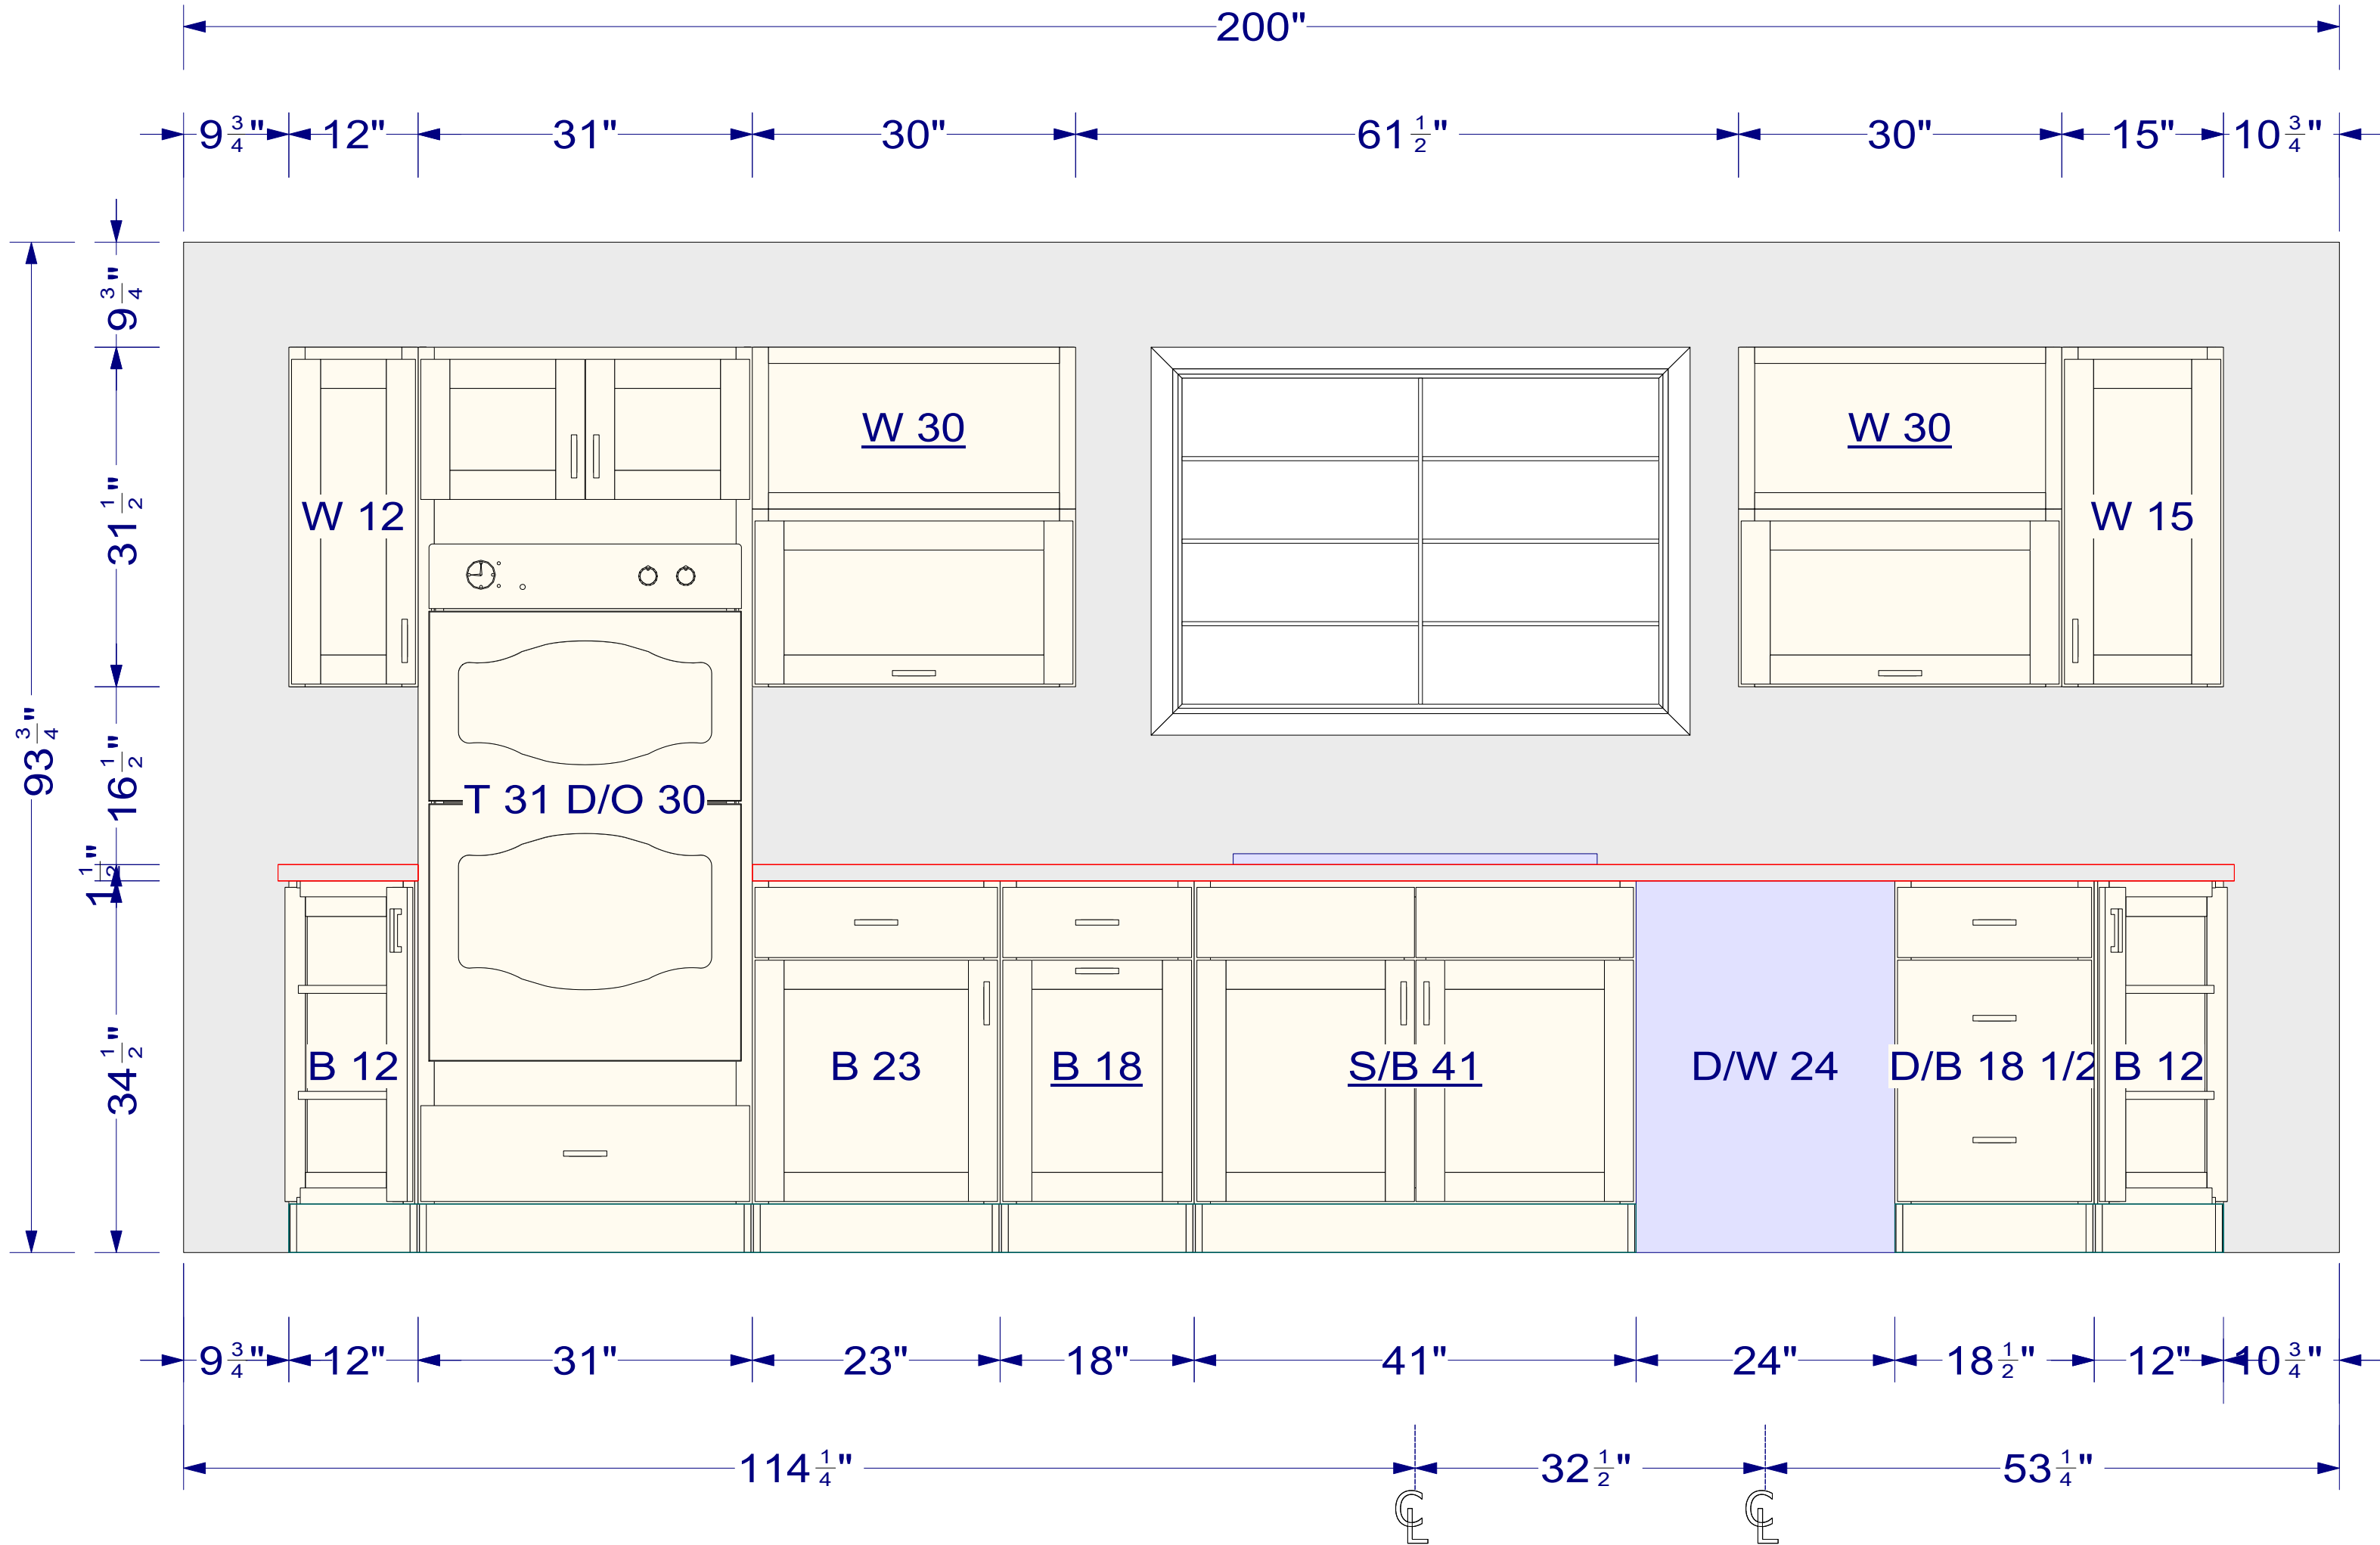 200"
9 3/4" 12" 31" 30" 61 1/2" 30" 15" 10 3/4"
93 3/4"
9 3/4"
31 1/2"
16 1/2"
1 1/2"
34 1/2"
W 30 W 30
W 12 W 15
T 31 D/O 30
B 12 B 23 B 18 S/B 41 D/W 24 D/B 18 1/2 B 12
9 3/4" 12" 31" 23" 18" 41" 24" 18 1/2" 12" 10 3/4"
114 1/4" 32 1/2" 53 1/4"
CL CL